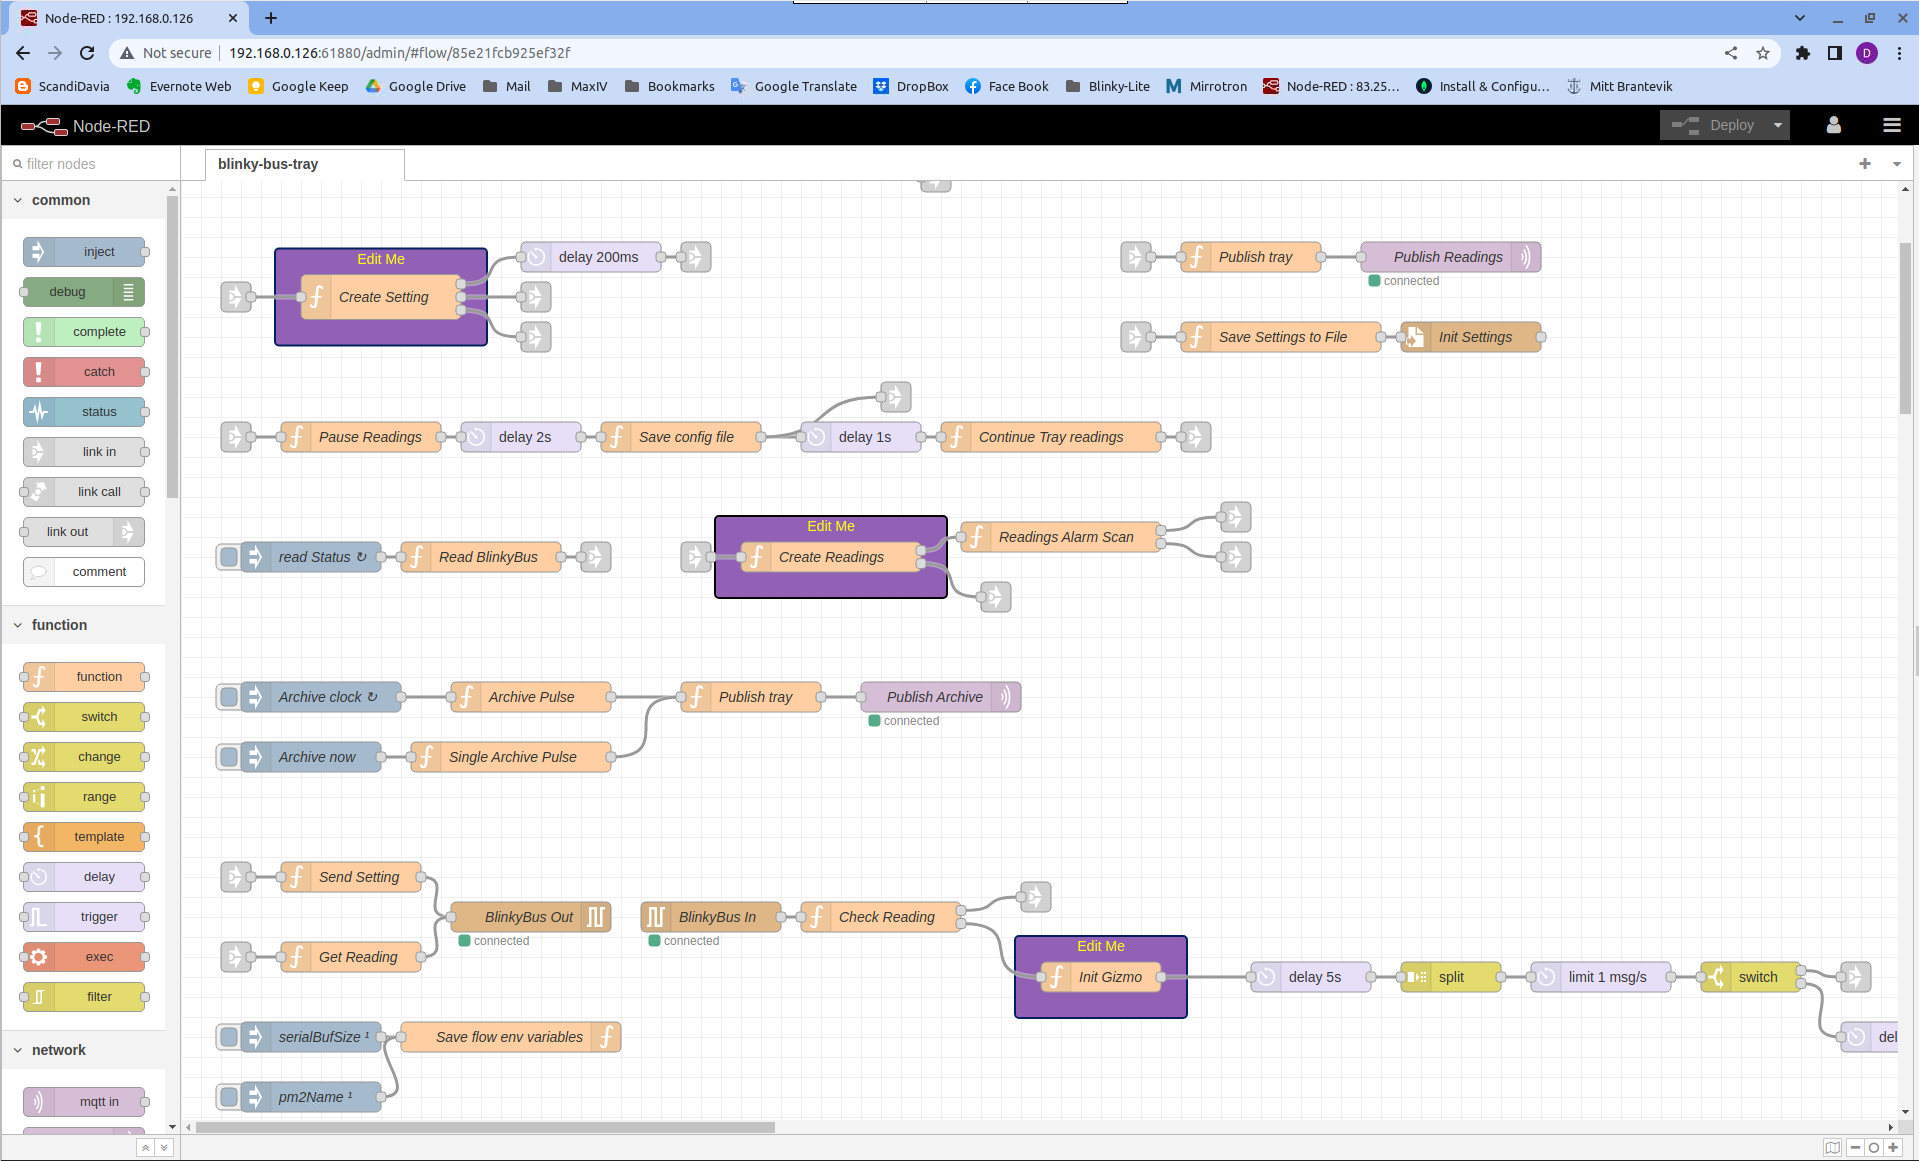 Node-RED : 192.168.0.126
Not secure
192.168.0.126:61880/admin/#flow/85e21fcb925ef32f
D
ScandiDavia
Evernote Web
Google Keep
Google Drive
Mail
MaxIV
Bookmarks
Google Translate
DropBox
Face Book
Blinky-Lite
Mirrotron
Node-RED : 83.25...
Install & Configu...
Mitt Brantevik
Node-RED
Deploy
filter nodes
blinky-bus-tray
common
inject
debug
complete
catch
status
link in
link call
link out
comment
function
function
switch
change
range
template
delay
trigger
exec
filter
network
mqtt in
Edit Me
Create Setting
delay 200ms
Publish tray
Publish Readings
connected
Save Settings to File
Init Settings
Pause Readings
delay 2s
Save config file
delay 1s
Continue Tray readings
read Status ↻
Read BlinkyBus
Edit Me
Create Readings
Readings Alarm Scan
Archive clock ↻
Archive Pulse
Publish tray
Publish Archive
connected
Archive now
Single Archive Pulse
Send Setting
Get Reading
BlinkyBus Out
connected
BlinkyBus In
connected
Check Reading
Edit Me
Init Gizmo
delay 5s
split
limit 1 msg/s
switch
del
serialBufSize ¹
Save flow env variables
pm2Name ¹